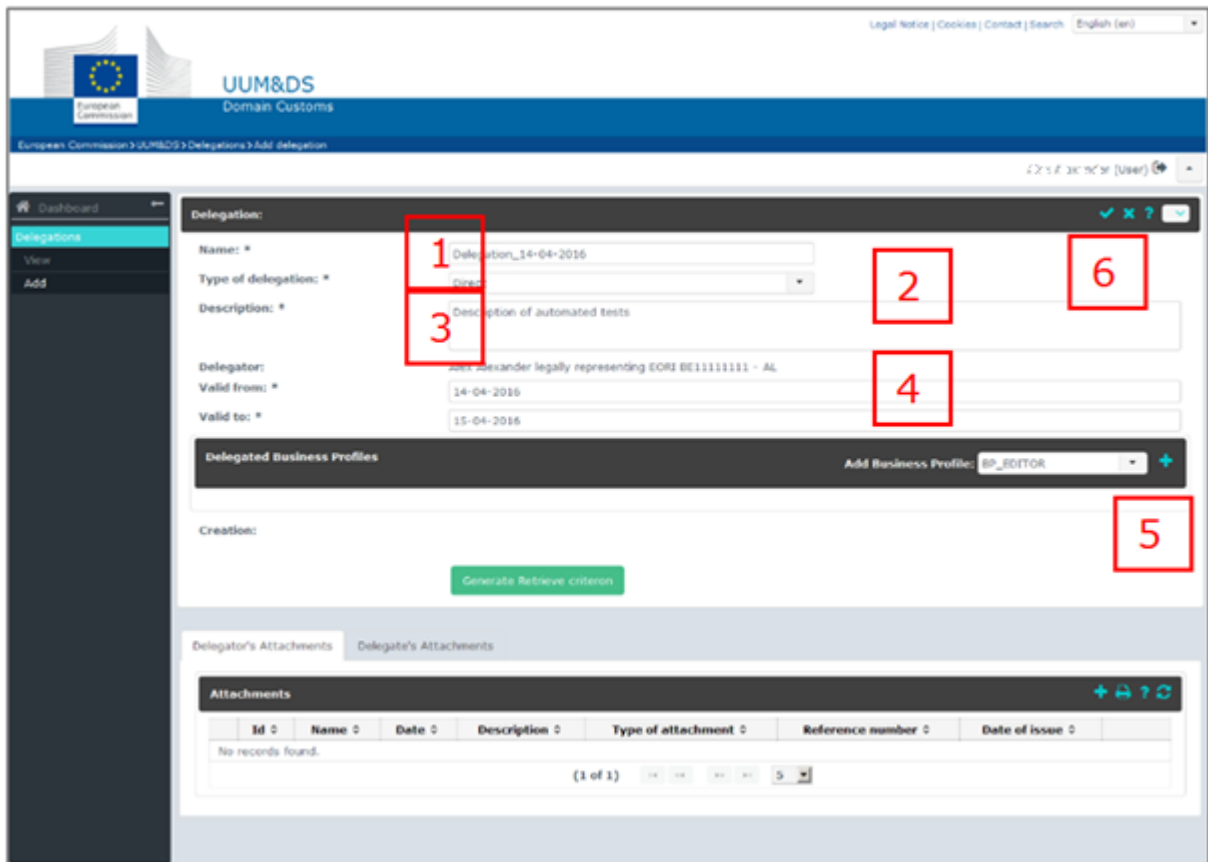 Legal Notice | Cookies | Contact | Search English (en)
European
Commission
UUM&DS
Domain Customs
European Commission > UUM&DS > Delegations > Add delegation
(User)
Dashboard
Delegations
View
Add
Delegation:
Name: * 1 Delegation_14-04-2016
Type of delegation: * Direct 2 6
Description: * 3 Description of automated tests
Delegator: Alexander legally representing EORI BE11111111 - AL
Valid from: * 14-04-2016 4
Valid to: * 15-04-2016
Delegated Business Profiles Add Business Profile: BP_EDITOR
5
Creation:
Generate Retrieve criteron
Delegator's Attachments Delegate's Attachments
Attachments
Id Name Date Description Type of attachment Reference number Date of issue
No records found.
(1 of 1) 5